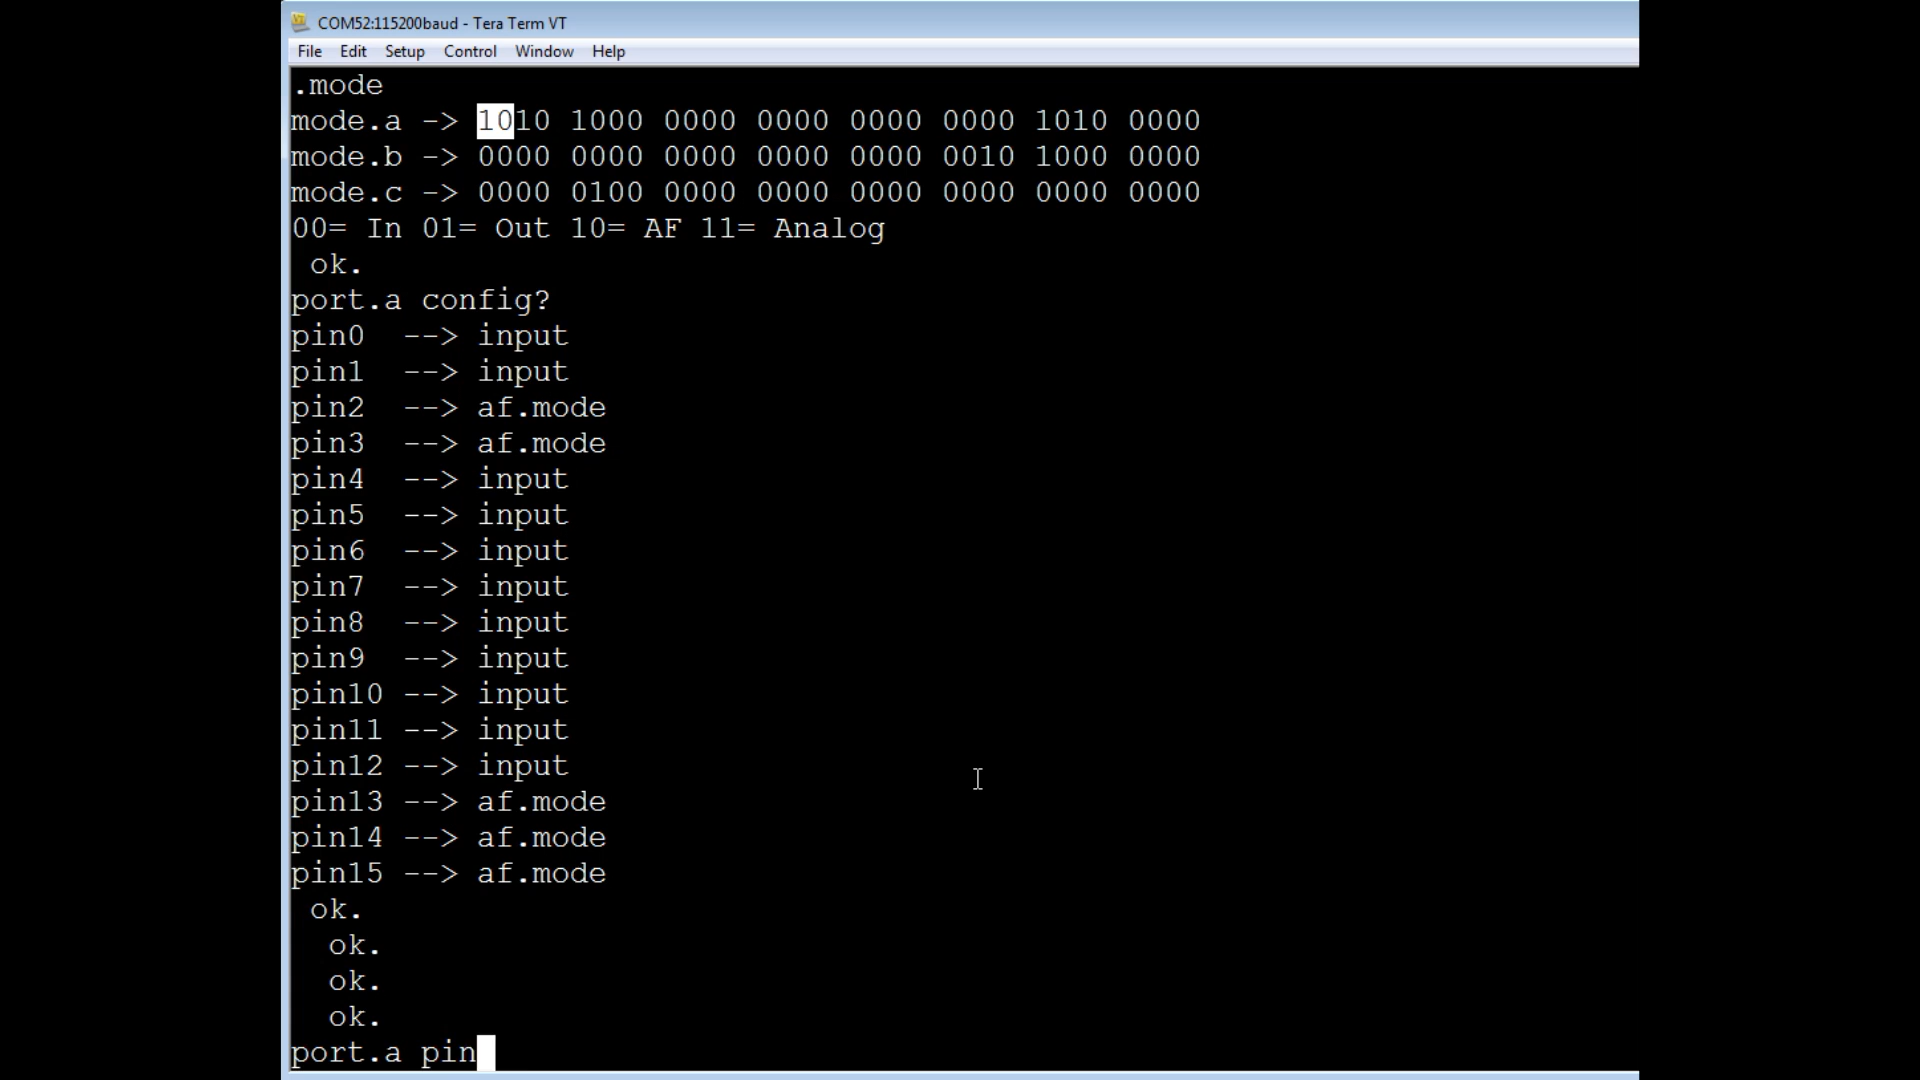 COM52:115200baud - Tera Term VT
File Edit Setup Control Window Help
.mode
mode.a -> 1010 1000 0000 0000 0000 0000 1010 0000
mode.b -> 0000 0000 0000 0000 0000 0010 1000 0000
mode.c -> 0000 0100 0000 0000 0000 0000 0000 0000
00= In 01= Out 10= AF 11= Analog
ok.
port.a config?
pin0 --> input
pin1 --> input
pin2 --> af.mode
pin3 --> af.mode
pin4 --> input
pin5 --> input
pin6 --> input
pin7 --> input
pin8 --> input
pin9 --> input
pin10 --> input
pin11 --> input
pin12 --> input
pin13 --> af.mode
pin14 --> af.mode
pin15 --> af.mode
ok.
ok.
ok.
ok.
port.a pin